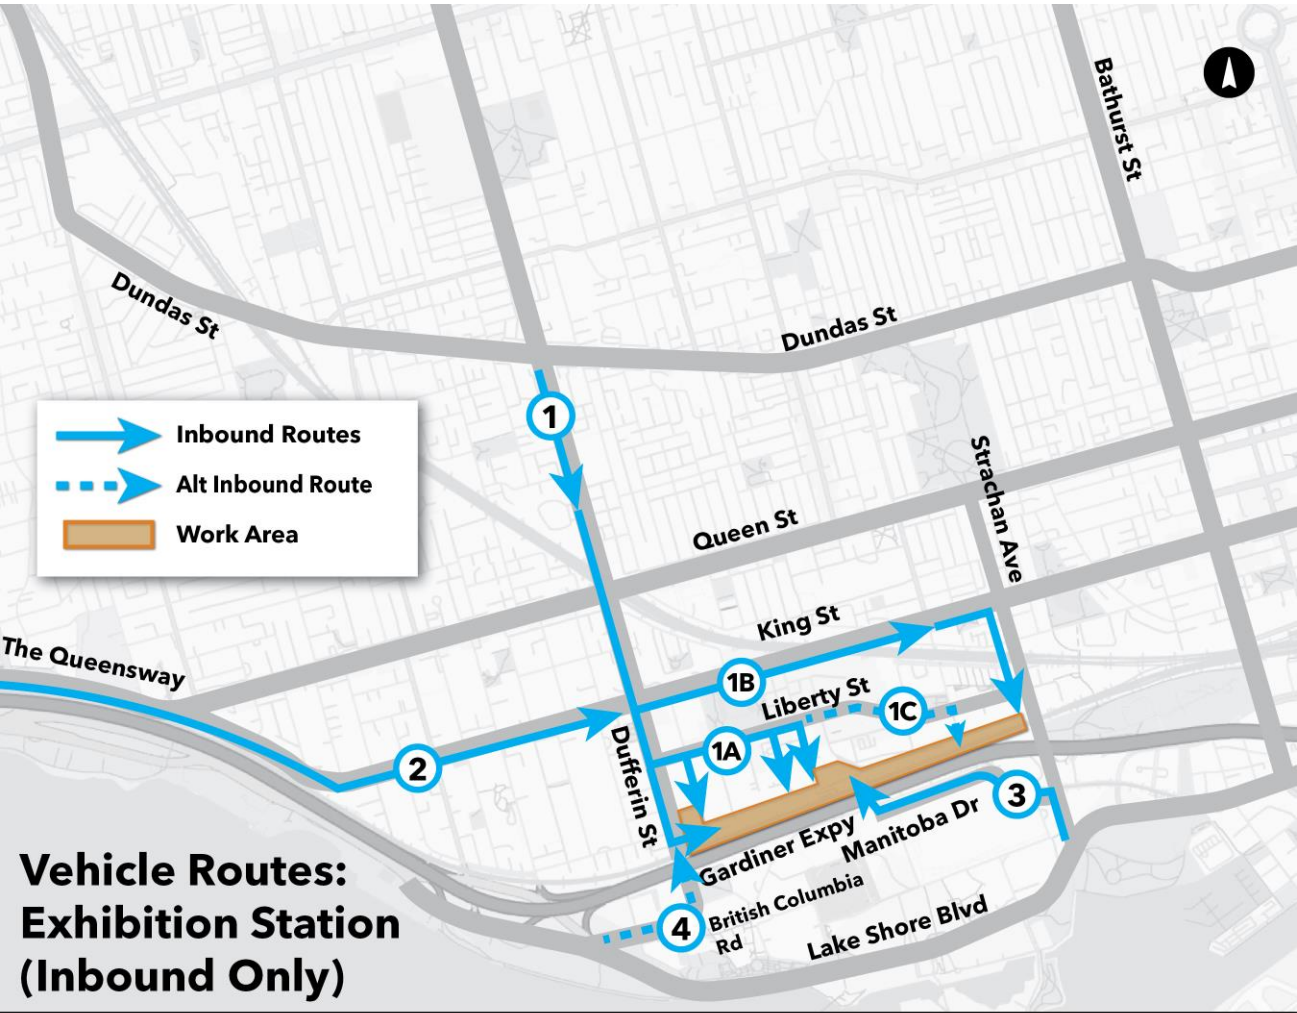 Bathurst St
Dundas St
Dundas St
1
Inbound Routes
Alt Inbound Route
Work Area
Strachan Ave
Queen St
King St
The Queensway
1B
Liberty St
1C
1A
Dufferin St
2
3
Manitoba Dr
Gardiner Expy
British Columbia
Rd
4
Lake Shore Blvd
Vehicle Routes:
Exhibition Station
(Inbound Only)